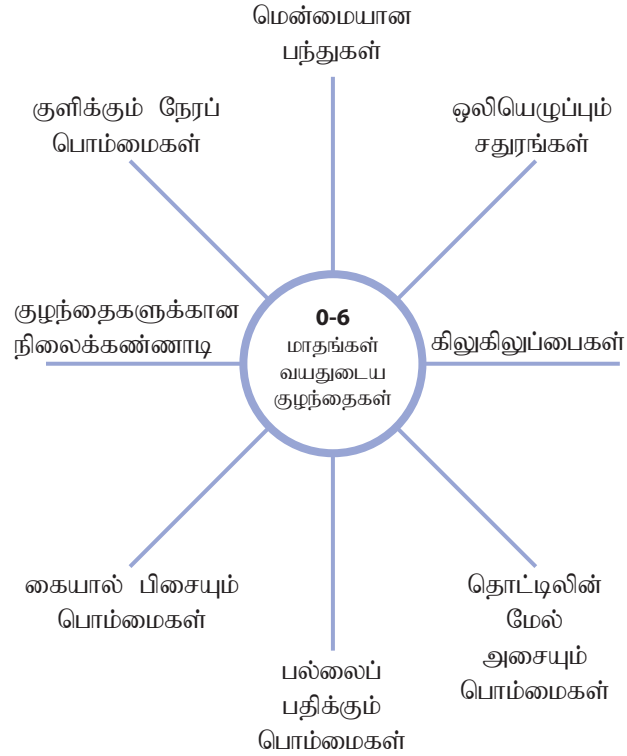 மென்மையான
பந்துகள்
குளிக்கும் நேரப்
பொம்மைகள்
ஒலியெழுப்பும்
சதுரங்கள்
குழந்தைகளுக்கான
நிலைக்கண்ணாடி
0-6
மாதங்கள்
வயதுடைய
குழந்தைகள்
கிலுகிலுப்பைகள்
கையால் பிசையும்
பொம்மைகள்
தொட்டிலின்
மேல்
அசையும்
பொம்மைகள்
பல்லைப்
பதிக்கும்
பொம்மைகள்